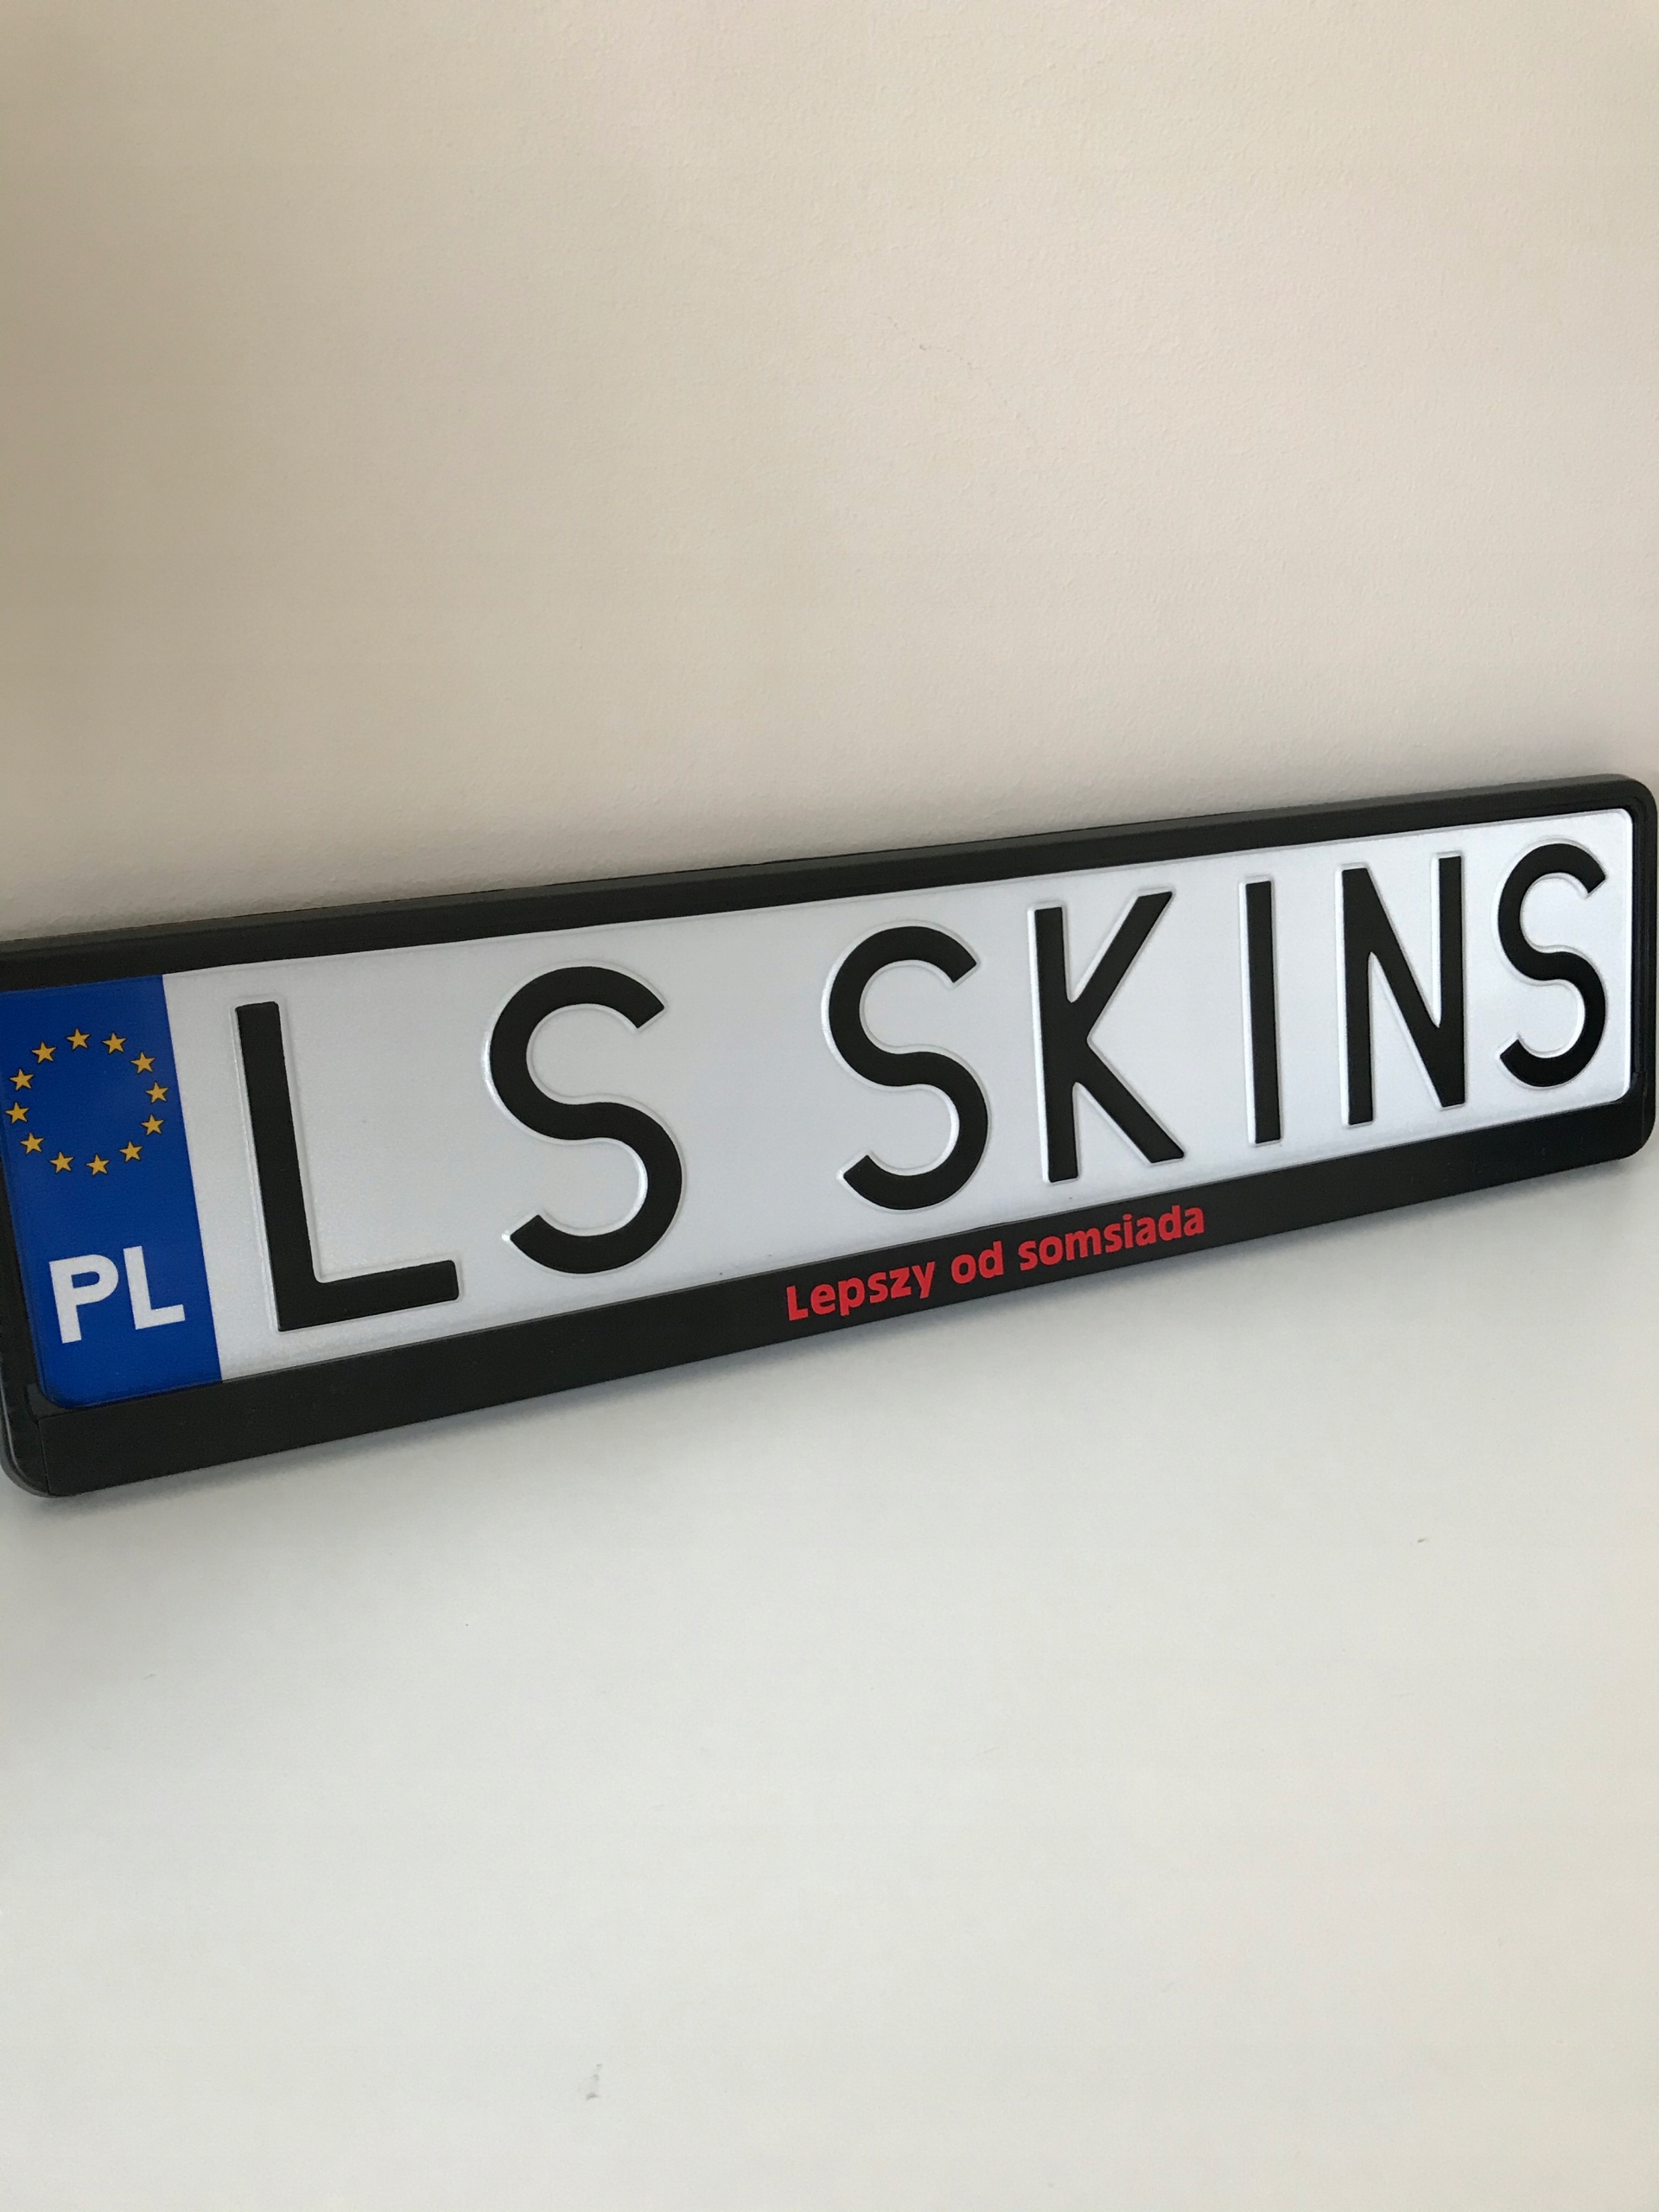 PL
LS SKINS
Lepszy od somsiada